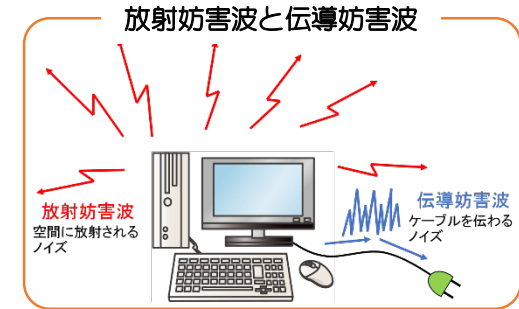 放射妨害波と伝導妨害波
放射妨害波
空間に放射される
ノイズ
伝導妨害波
ケーブルを伝わる
ノイズ